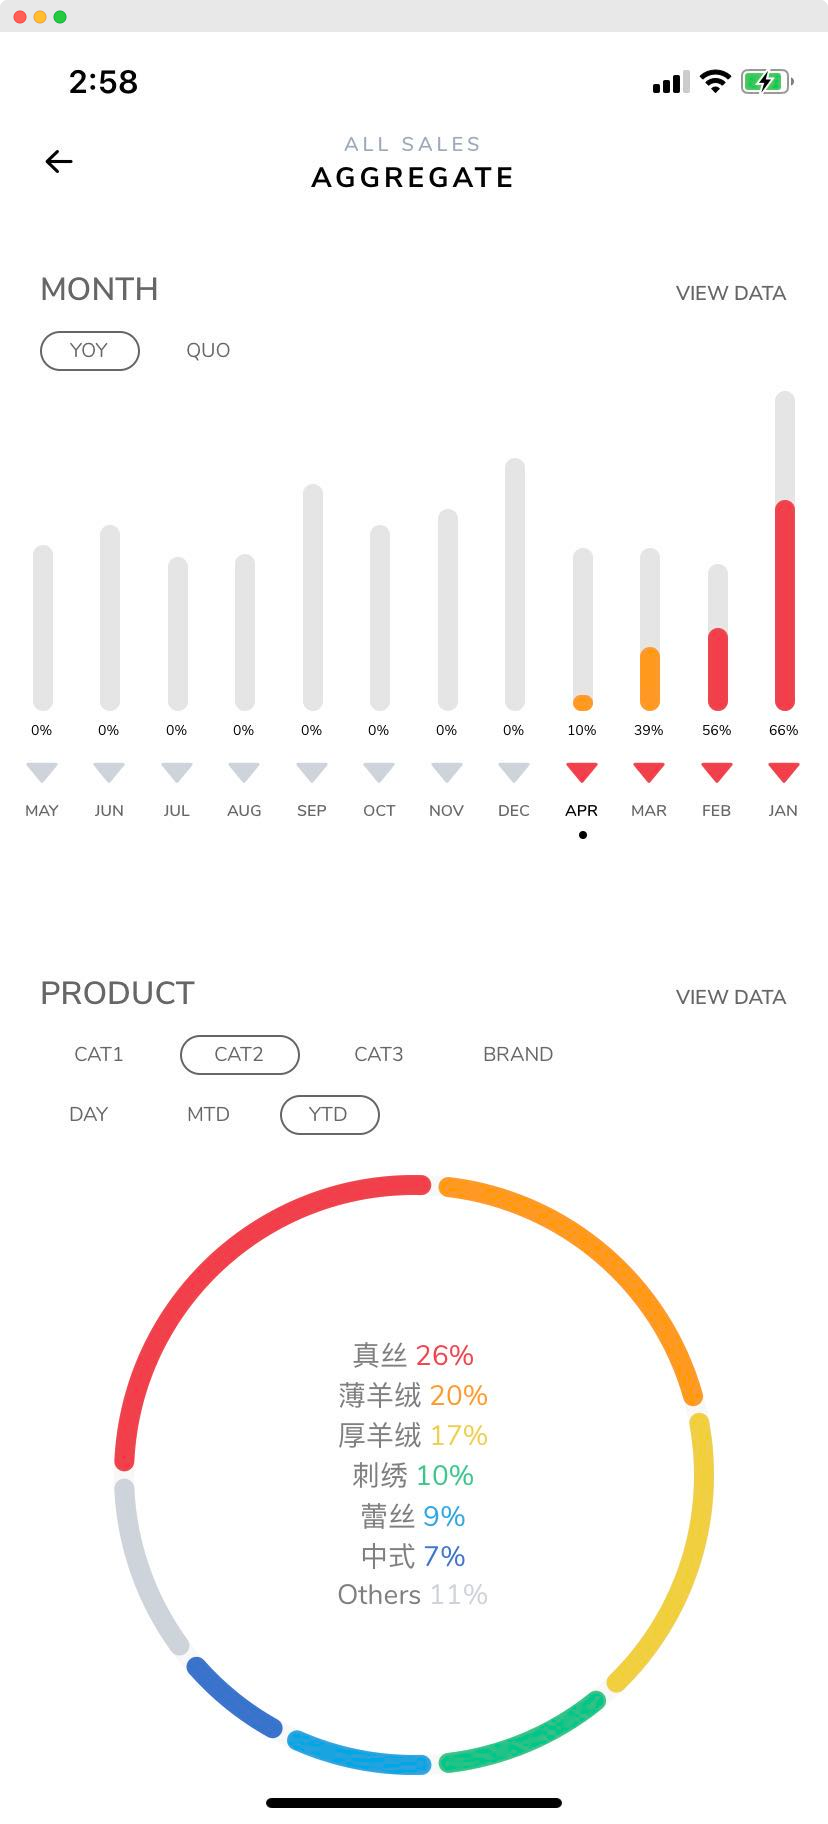 2:58
ALL SALES
AGGREGATE
MONTH
VIEW DATA
YOY QUO
0% 0% 0% 0% 0% 0% 0% 0% 10% 39% 56% 66%
MAY JUN JUL AUG SEP OCT NOV DEC APR MAR FEB JAN
PRODUCT
VIEW DATA
CAT1 CAT2 CAT3 BRAND
DAY MTD YTD
真丝 26%
薄羊绒 20%
厚羊绒 17%
刺绣 10%
蕾丝 9%
中式 7%
Others 11%